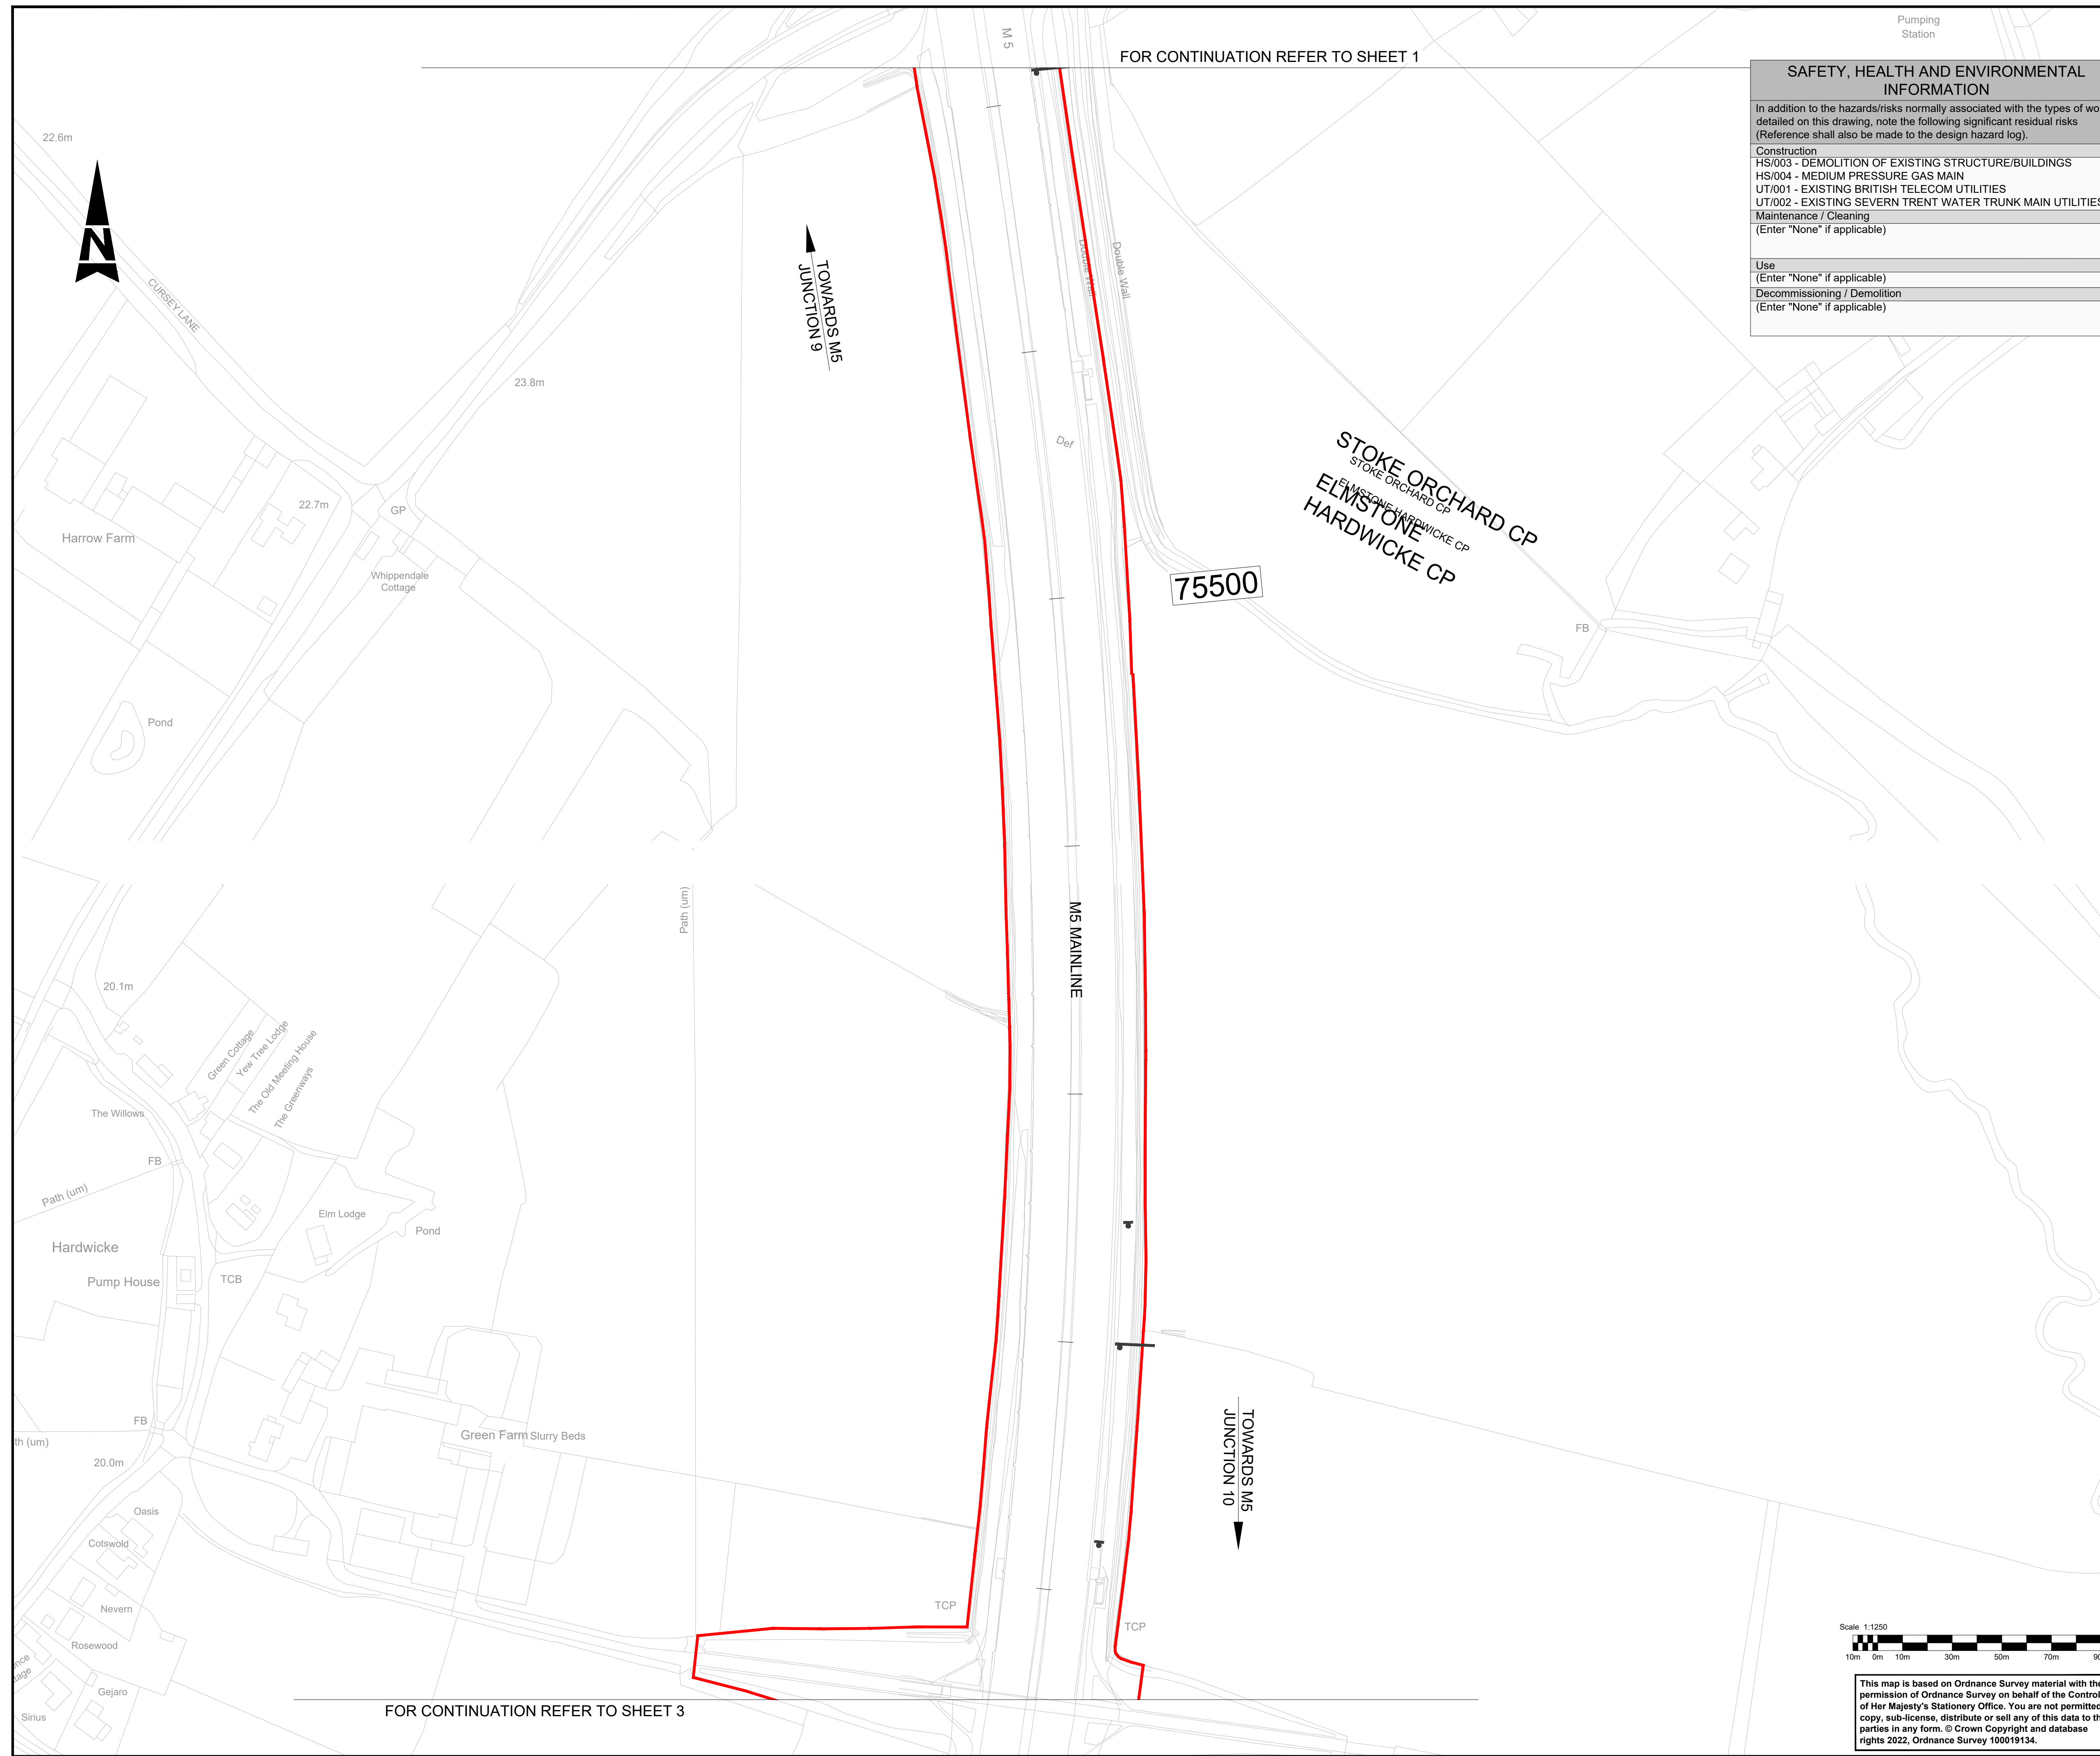 Pumping
Station
M 5
FOR CONTINUATION REFER TO SHEET 1
SAFETY, HEALTH AND ENVIRONMENTAL
INFORMATION
In addition to the hazards/risks normally associated with the types of wo
detailed on this drawing, note the following significant residual risks
(Reference shall also be made to the design hazard log).
Construction
HS/003 - DEMOLITION OF EXISTING STRUCTURE/BUILDINGS
HS/004 - MEDIUM PRESSURE GAS MAIN
UT/001 - EXISTING BRITISH TELECOM UTILITIES
UT/002 - EXISTING SEVERN TRENT WATER TRUNK MAIN UTILITIES
Maintenance / Cleaning
(Enter "None" if applicable)
Use
(Enter "None" if applicable)
Decommissioning / Demolition
(Enter "None" if applicable)
22.6m
N
CURSEY LANE
TOWARDS M5
JUNCTION 9
Double Wall
Double Wall
23.8m
Def
STOKE ORCHARD CP
STOKE ORCHARD CP
ELMSTONE HARDWICKE CP
ELMSTONE
HARDWICKE CP
22.7m
GP
Harrow Farm
Whippendale
Cottage
75500
FB
Pond
Path (um)
M5 MAINLINE
20.1m
Green Cottage
Yew Tree Lodge
The Old Meeting House
The Greenways
The Willows
FB
Path (um)
Elm Lodge
Pond
Hardwicke
Pump House
TCB
FB
th (um)
Green Farm
Slurry Beds
20.0m
TOWARDS M5
JUNCTION 10
Oasis
Cotswold
Nevern
TCP
TCP
Rosewood
nce
tage
Gejaro
Sirius
FOR CONTINUATION REFER TO SHEET 3
Scale 1:1250
10m 0m 10m 30m 50m 70m 90
This map is based on Ordnance Survey material with the
permission of Ordnance Survey on behalf of the Control
of Her Majesty's Stationery Office. You are not permitted
copy, sub-license, distribute or sell any of this data to th
parties in any form. © Crown Copyright and database
rights 2022, Ordnance Survey 100019134.